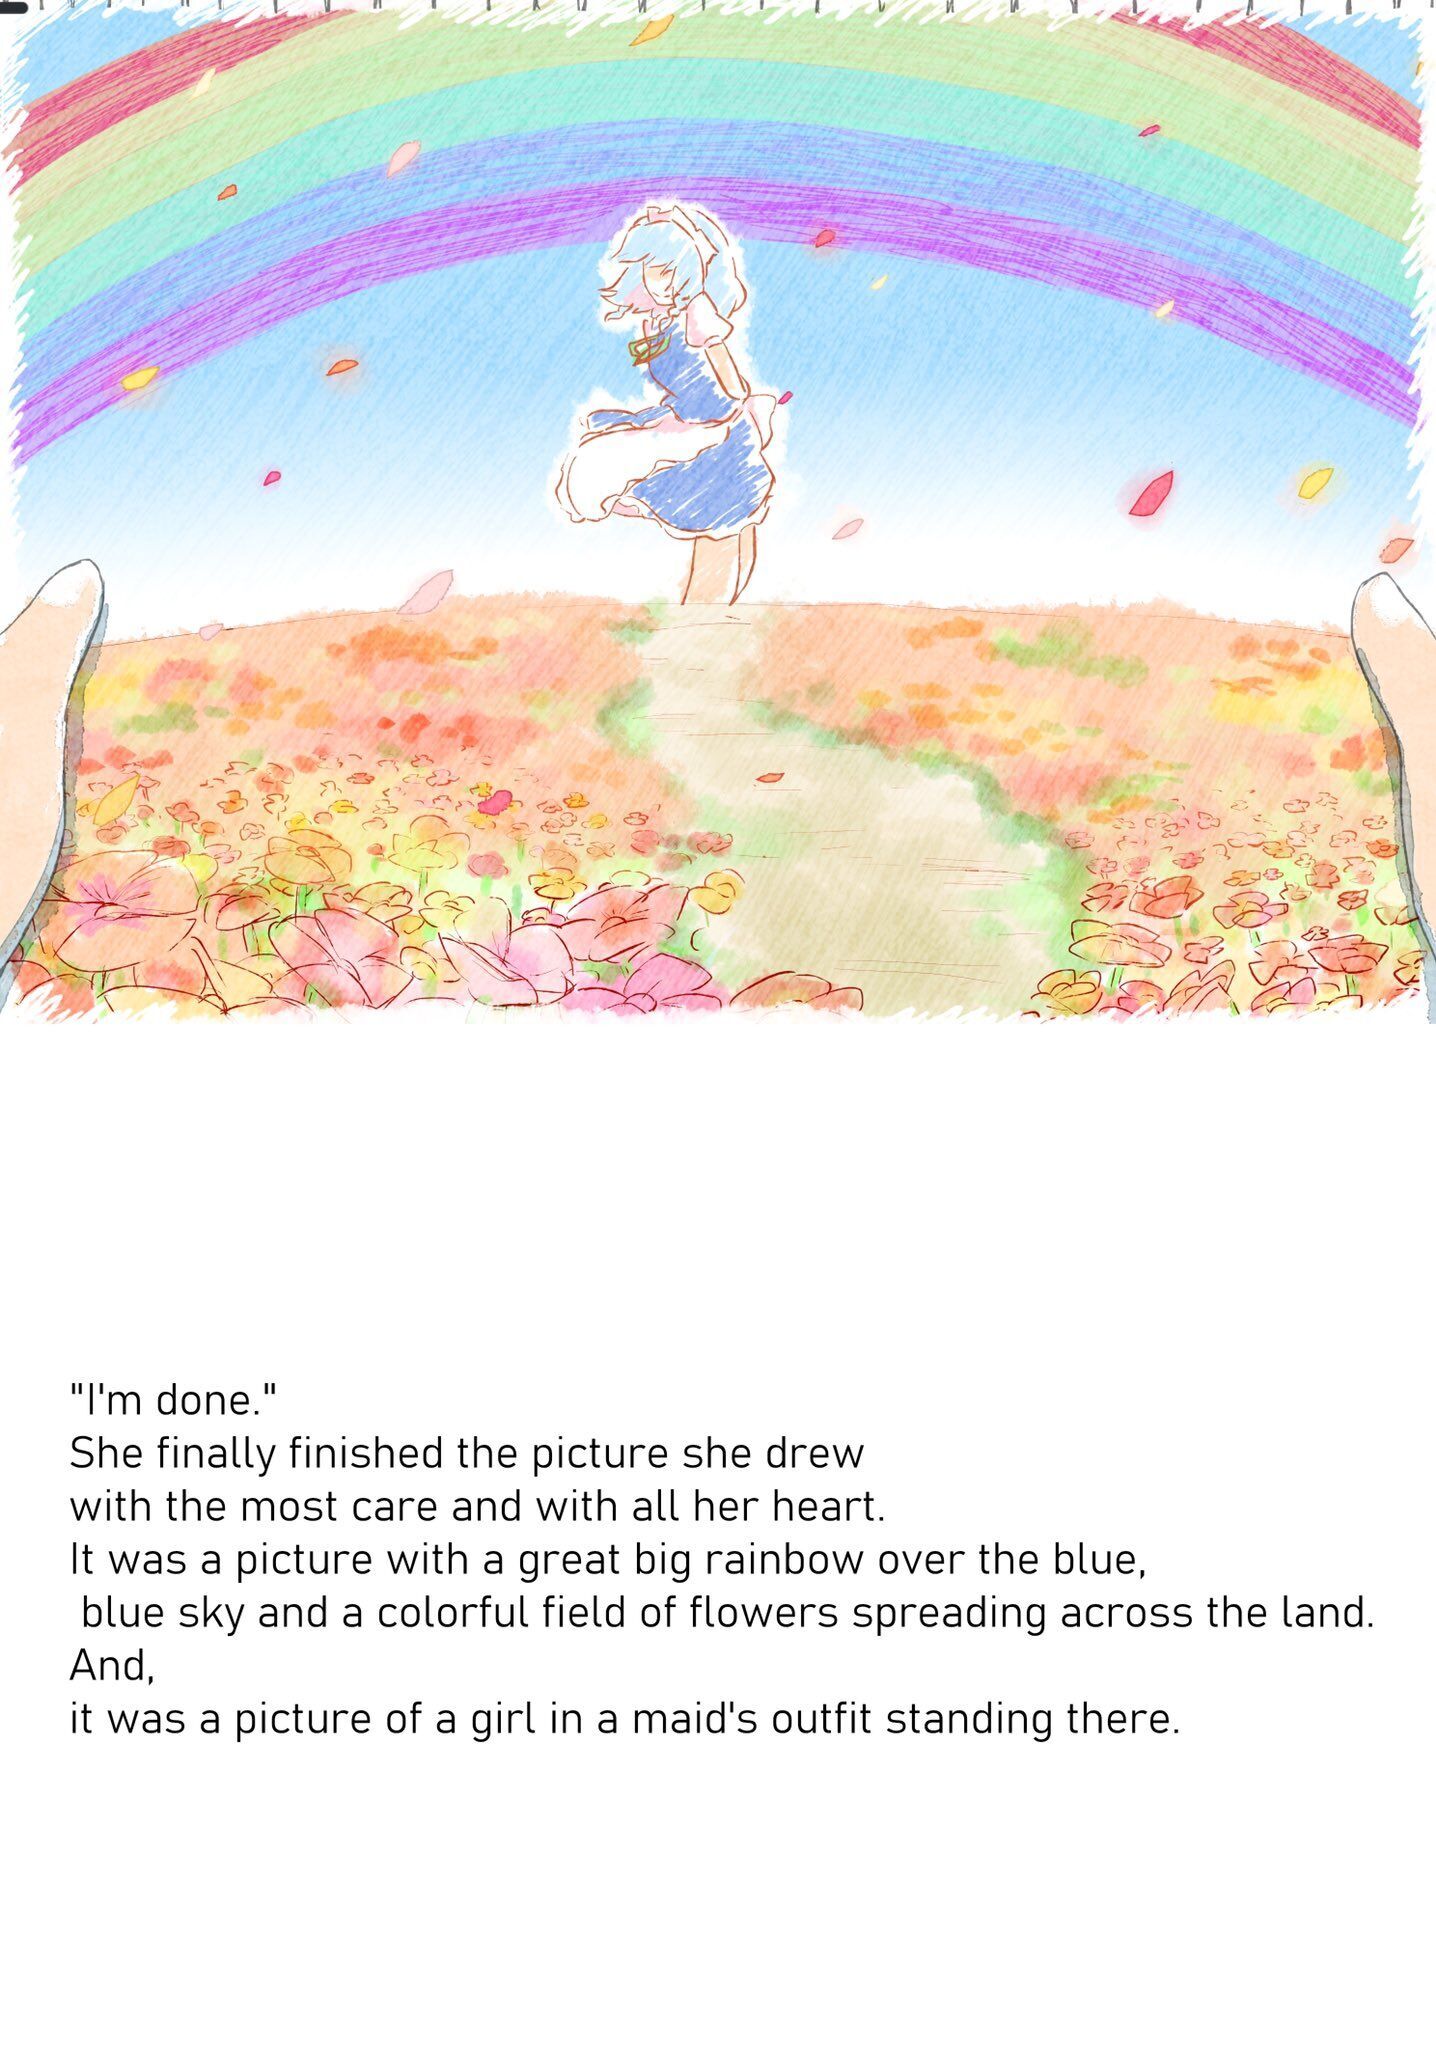 "I'm done."
She finally finished the picture she drew
with the most care and with all her heart.
It was a picture with a great big rainbow over the blue,
blue sky and a colorful field of flowers spreading across the land.
And,
it was a picture of a girl in a maid's outfit standing there.